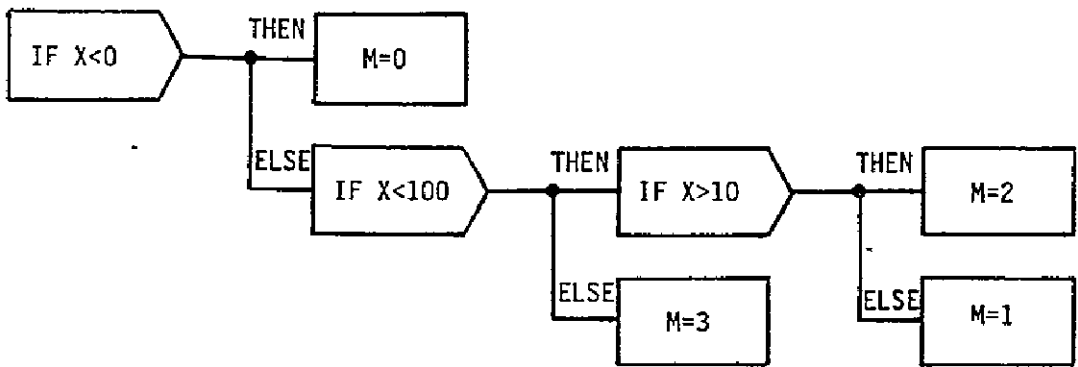 THEN
IF X<0
M=0
ELSE
IF X<100
THEN
IF X>10
THEN
M=2
ELSE
M=3
ELSE
M=1